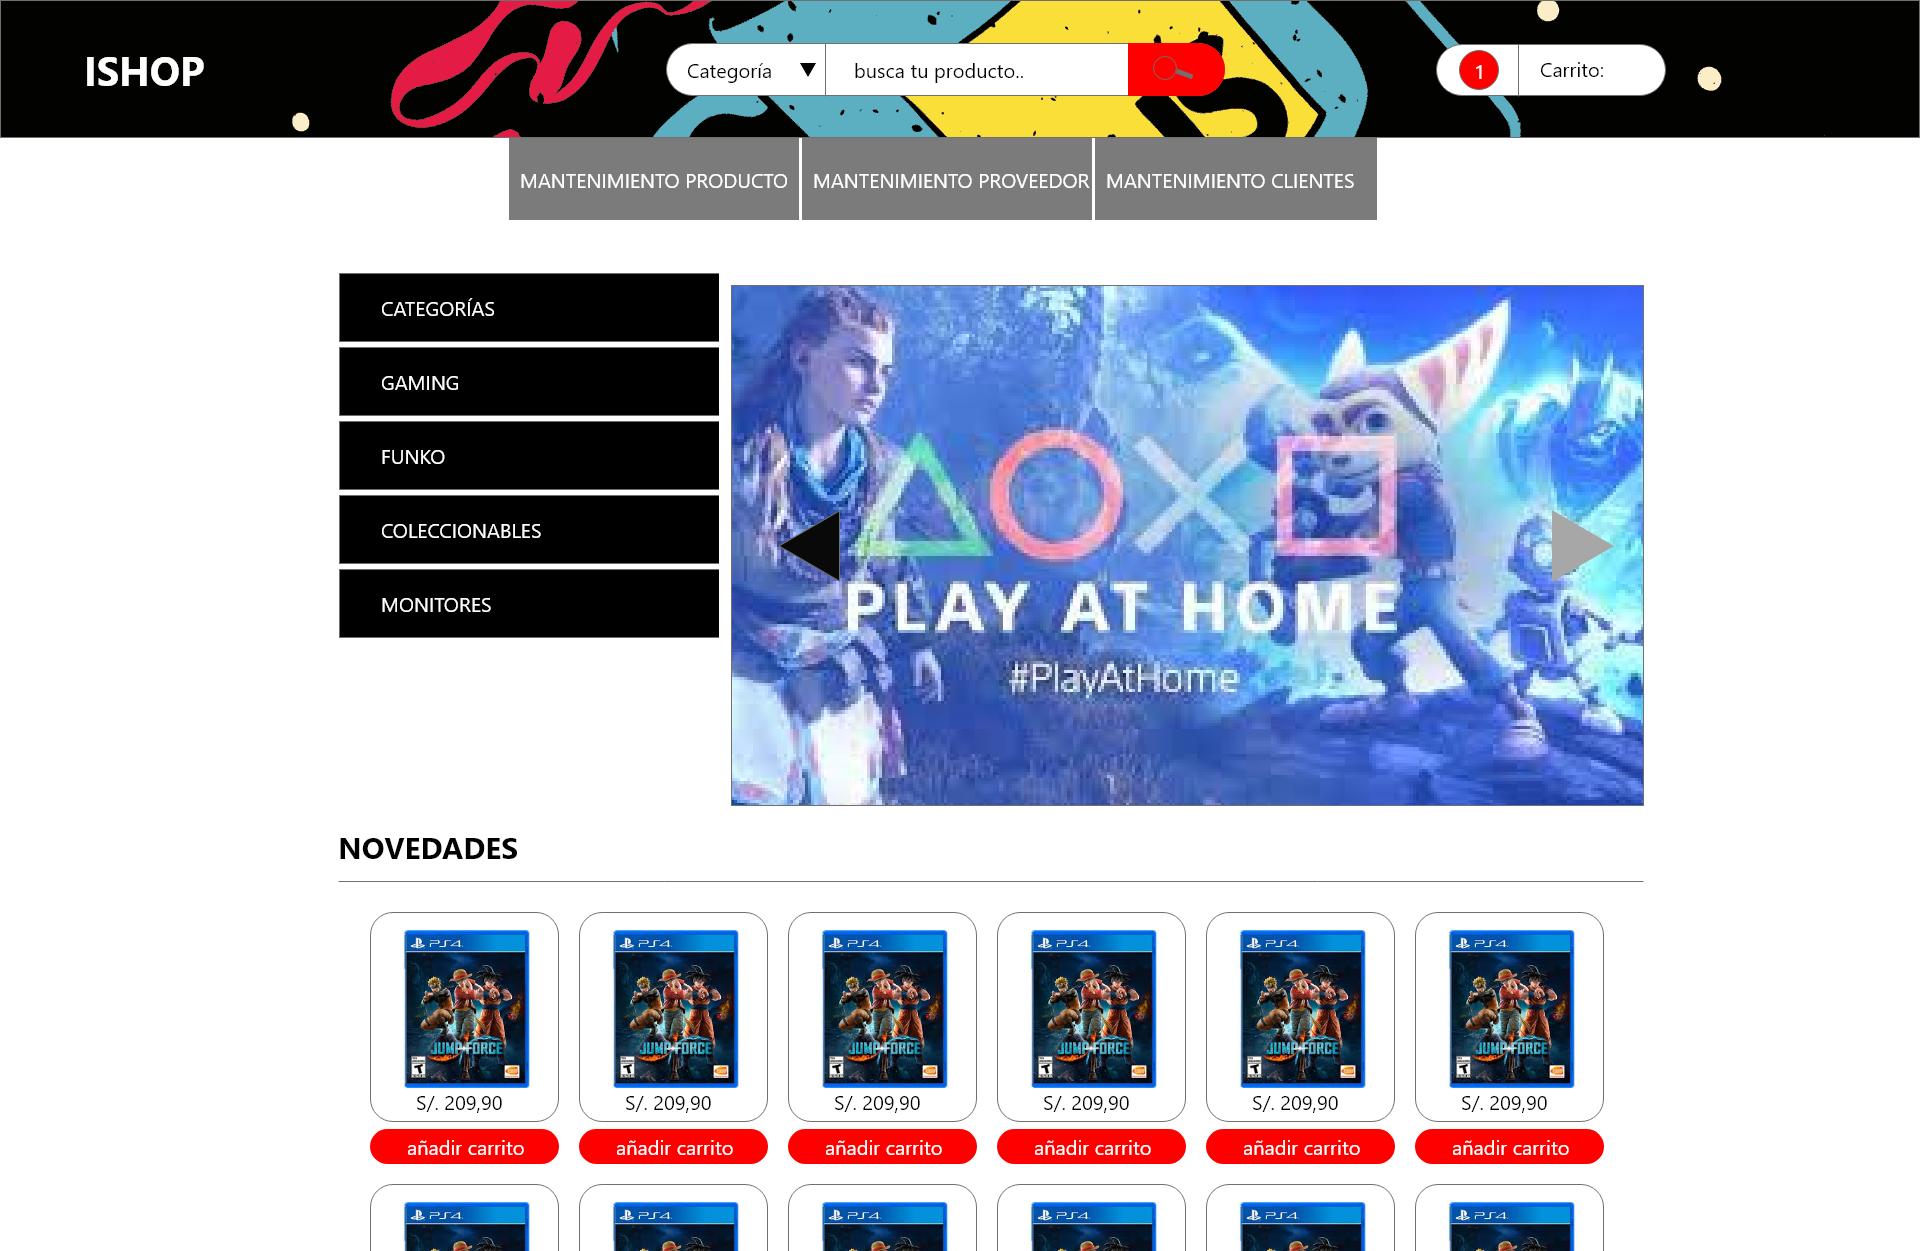 ISHOP
Categoría
busca tu producto..
1
Carrito:
MANTENIMIENTO PRODUCTO
MANTENIMIENTO PROVEEDOR
MANTENIMIENTO CLIENTES
CATEGORÍAS
GAMING
FUNKO
COLECCIONABLES
MONITORES
PLAY AT HOME
#PlayAtHome
NOVEDADES
PS4 PS4 PS4 PS4 PS4 PS4
JUMP FORCE JUMP FORCE JUMP FORCE JUMP FORCE JUMP FORCE JUMP FORCE
T T T T T T
S/. 209,90 S/. 209,90 S/. 209,90 S/. 209,90 S/. 209,90 S/. 209,90
añadir carrito añadir carrito añadir carrito añadir carrito añadir carrito añadir carrito
PS4 PS4 PS4 PS4 PS4 PS4